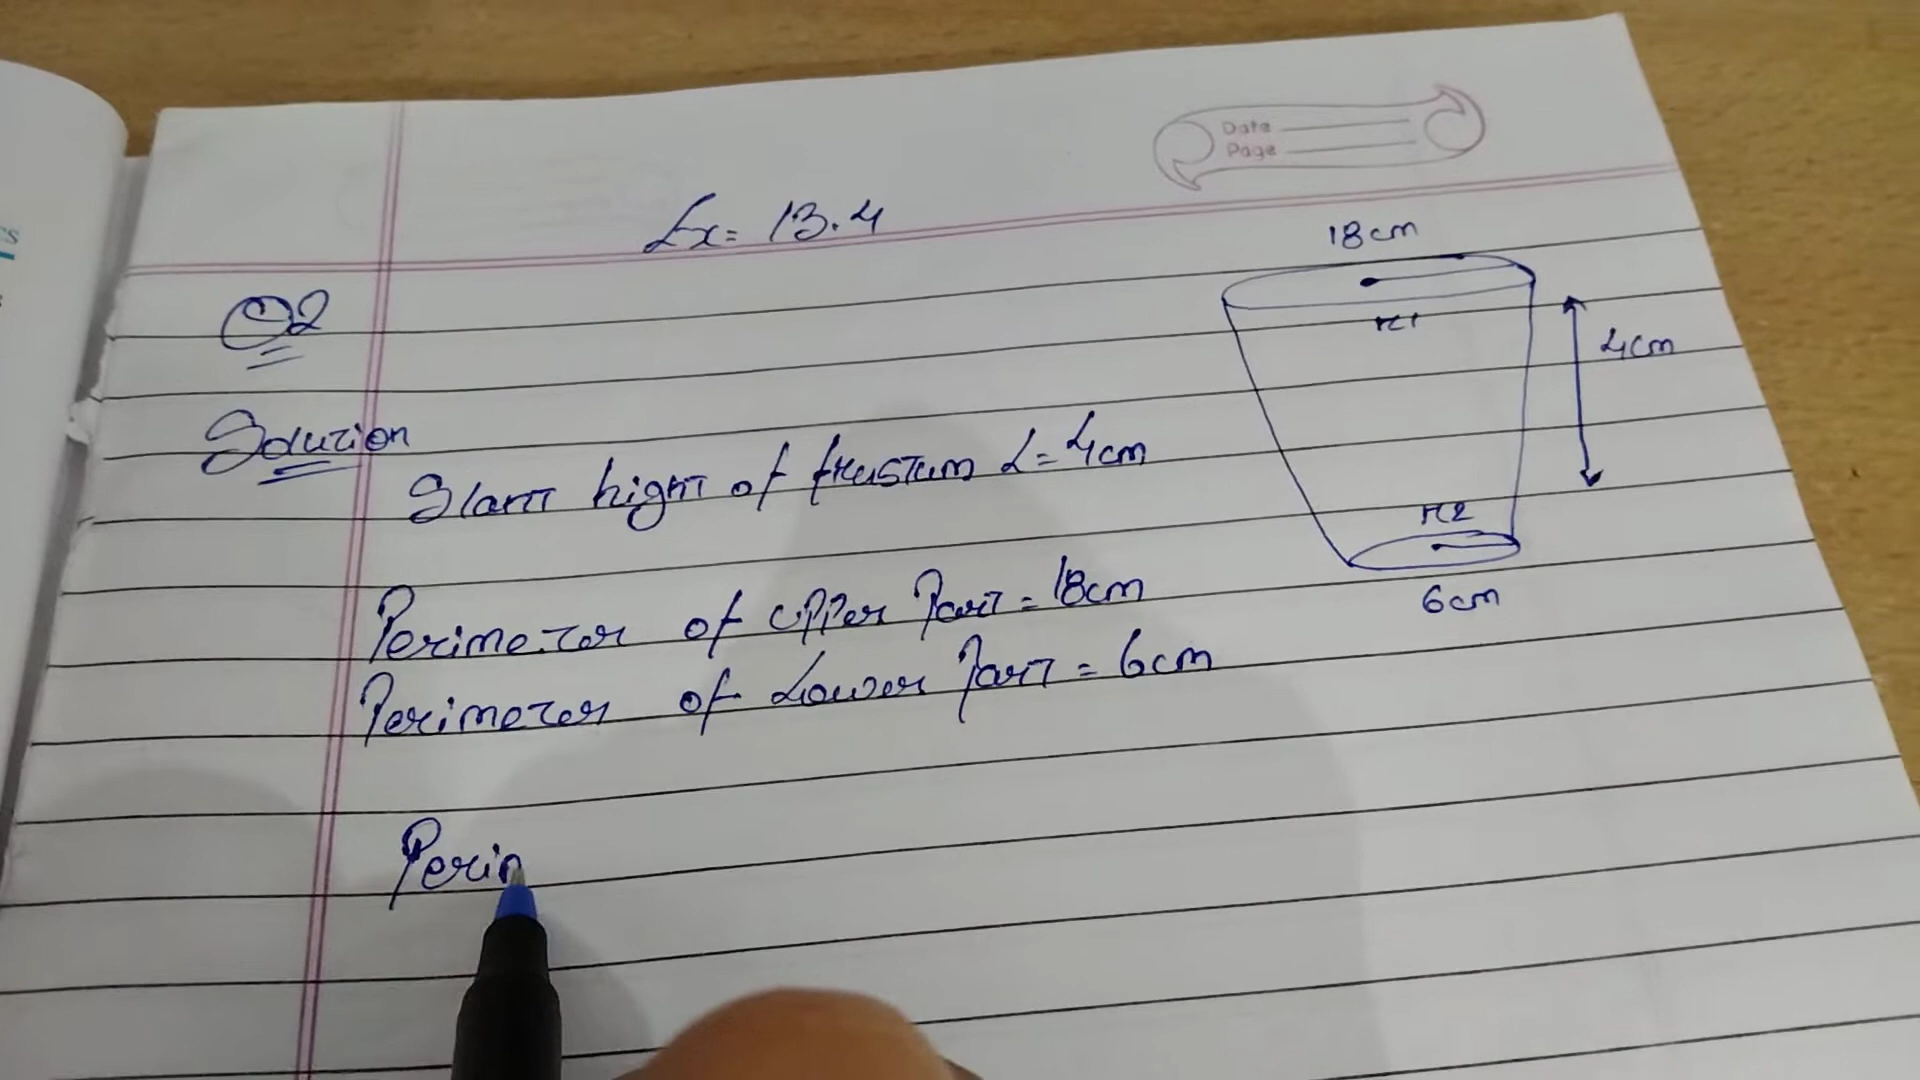 Date
Page
Ex = 13.4
18cm
Q2
r1
4cm
Solution
Slant hight of frustum L = 4cm
r2
6cm
Perimeter of upper Part = 18cm
Perimeter of Lower Part = 6cm
Perim